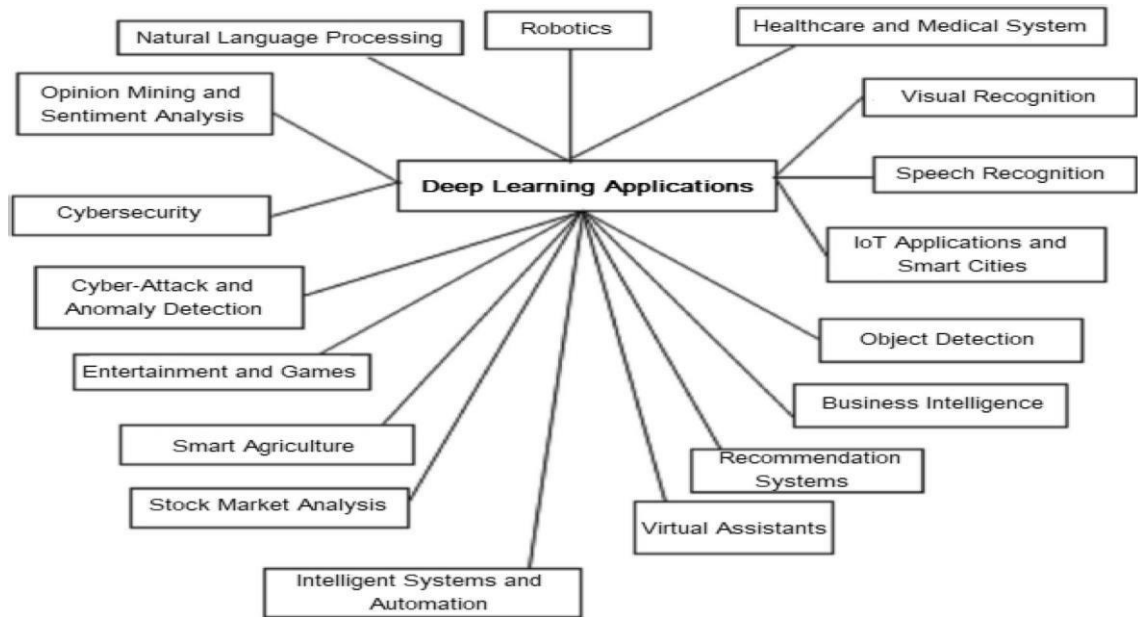 Natural Language Processing
Robotics
Healthcare and Medical System
Opinion Mining and
Sentiment Analysis
Visual Recognition
Deep Learning Applications
Speech Recognition
Cybersecurity
IoT Applications and
Smart Cities
Cyber-Attack and
Anomaly Detection
Object Detection
Entertainment and Games
Business Intelligence
Smart Agriculture
Recommendation
Systems
Stock Market Analysis
Virtual Assistants
Intelligent Systems and
Automation